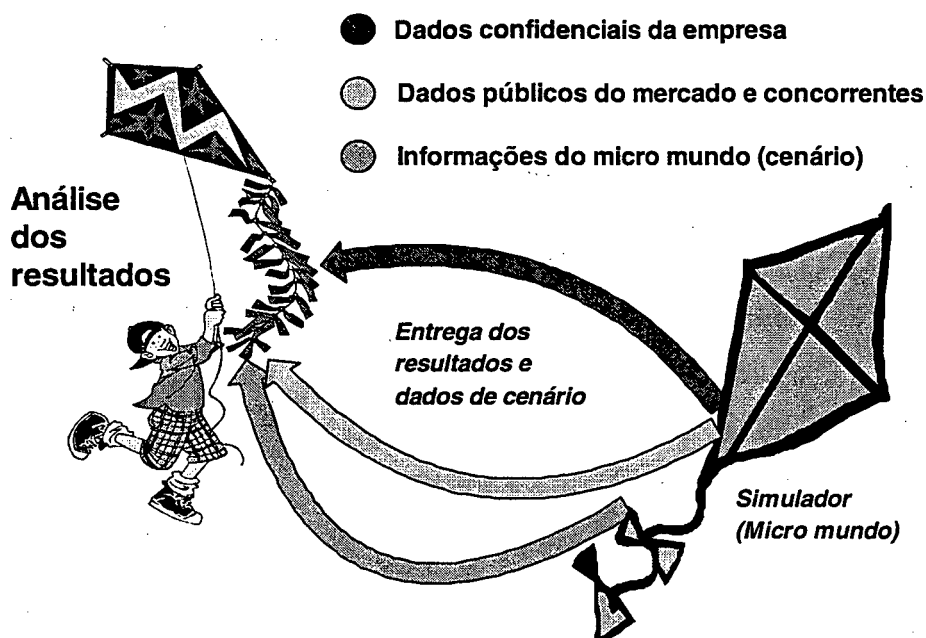 Dados confidenciais da empresa
Dados públicos do mercado e concorrentes
Informações do micro mundo (cenário)
Análise
dos
resultados
Entrega dos
resultados e
dados de cenário
Simulador
(Micro mundo)